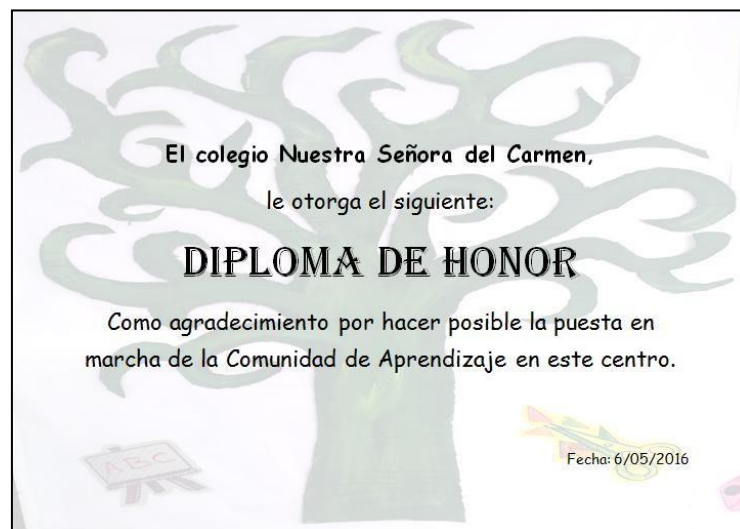 El colegio Nuestra Señora del Carmen,
le otorga el siguiente:
DIPLOMA DE HONOR
Como agradecimiento por hacer posible la puesta en
marcha de la Comunidad de Aprendizaje en este centro.
ABC
Fecha: 6/05/2016